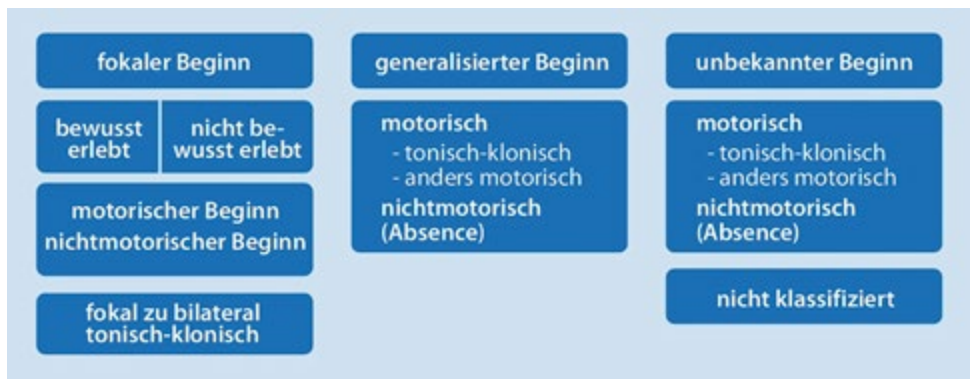 fokaler Beginn
bewusst
erlebt
nicht be-
wusst erlebt
motorischer Beginn
nichtmotorischer Beginn
fokal zu bilateral
tonisch-klonisch
generalisierter Beginn
motorisch
- tonisch-klonisch
- anders motorisch
nichtmotorisch
(Absence)
unbekannter Beginn
motorisch
- tonisch-klonisch
- anders motorisch
nichtmotorisch
(Absence)
nicht klassifiziert